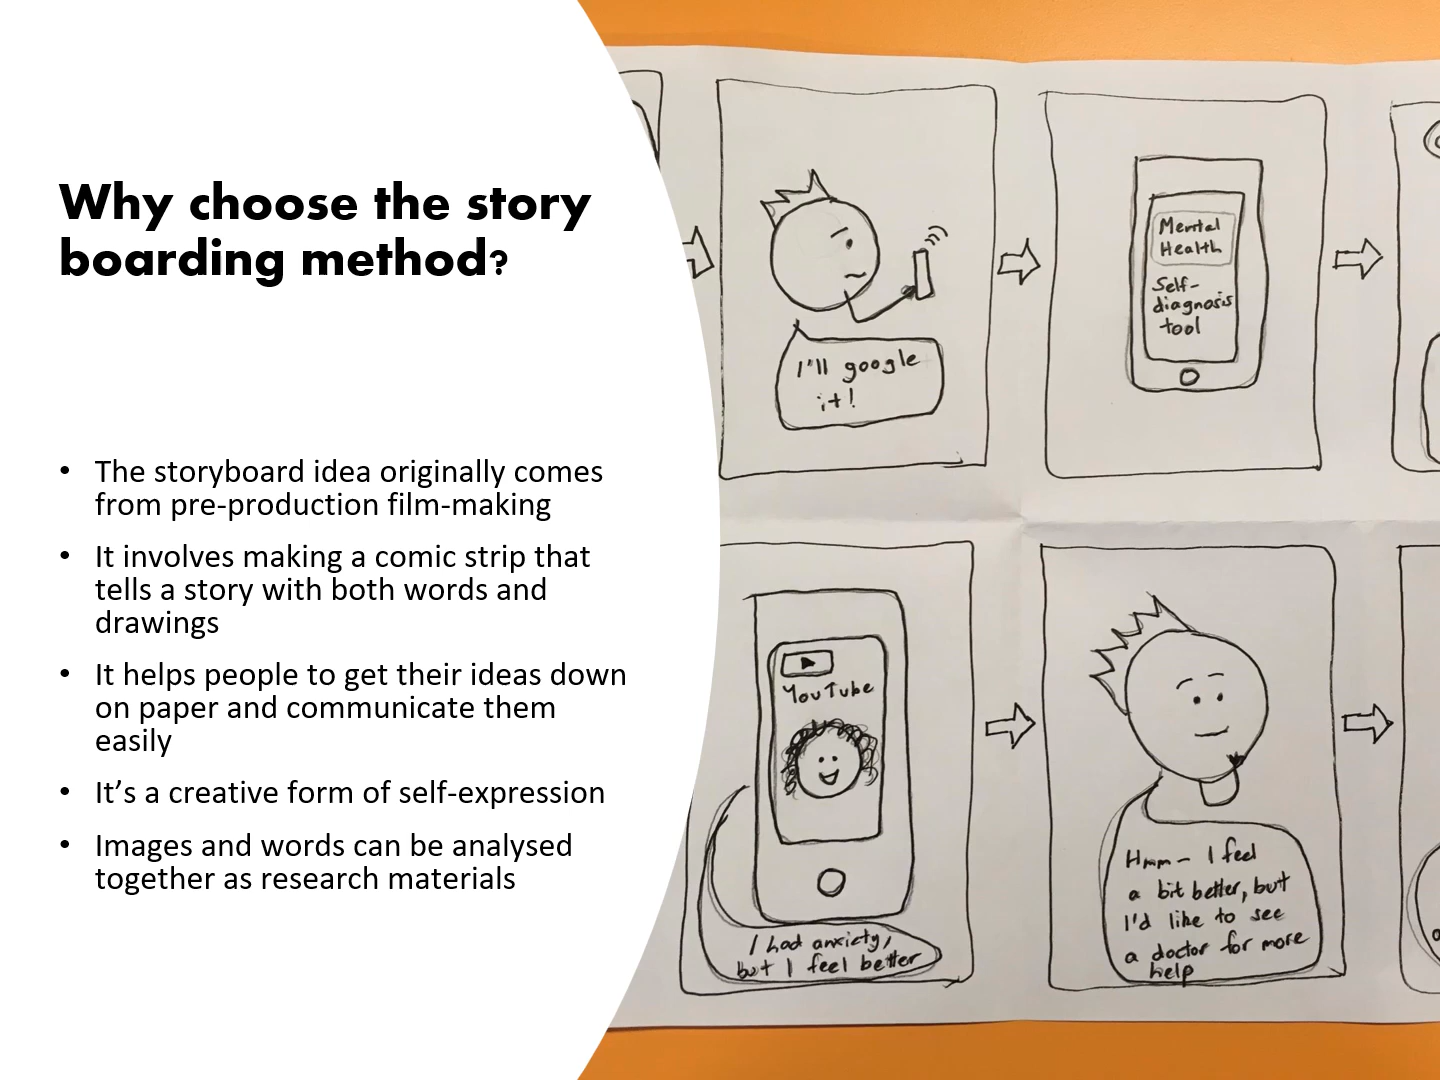 Why choose the story
boarding method?
• The storyboard idea originally comes
from pre-production film-making
• It involves making a comic strip that
tells a story with both words and
drawings
• It helps people to get their ideas down
on paper and communicate them
easily
• It’s a creative form of self-expression
• Images and words can be analysed
together as research materials
I'll google
it!
Mental
Health
Self-
diagnosis
tool
YouTube
I had anxiety,
but I feel better
Hmm - I feel
a bit better, but
I'd like to see
a doctor for more
help